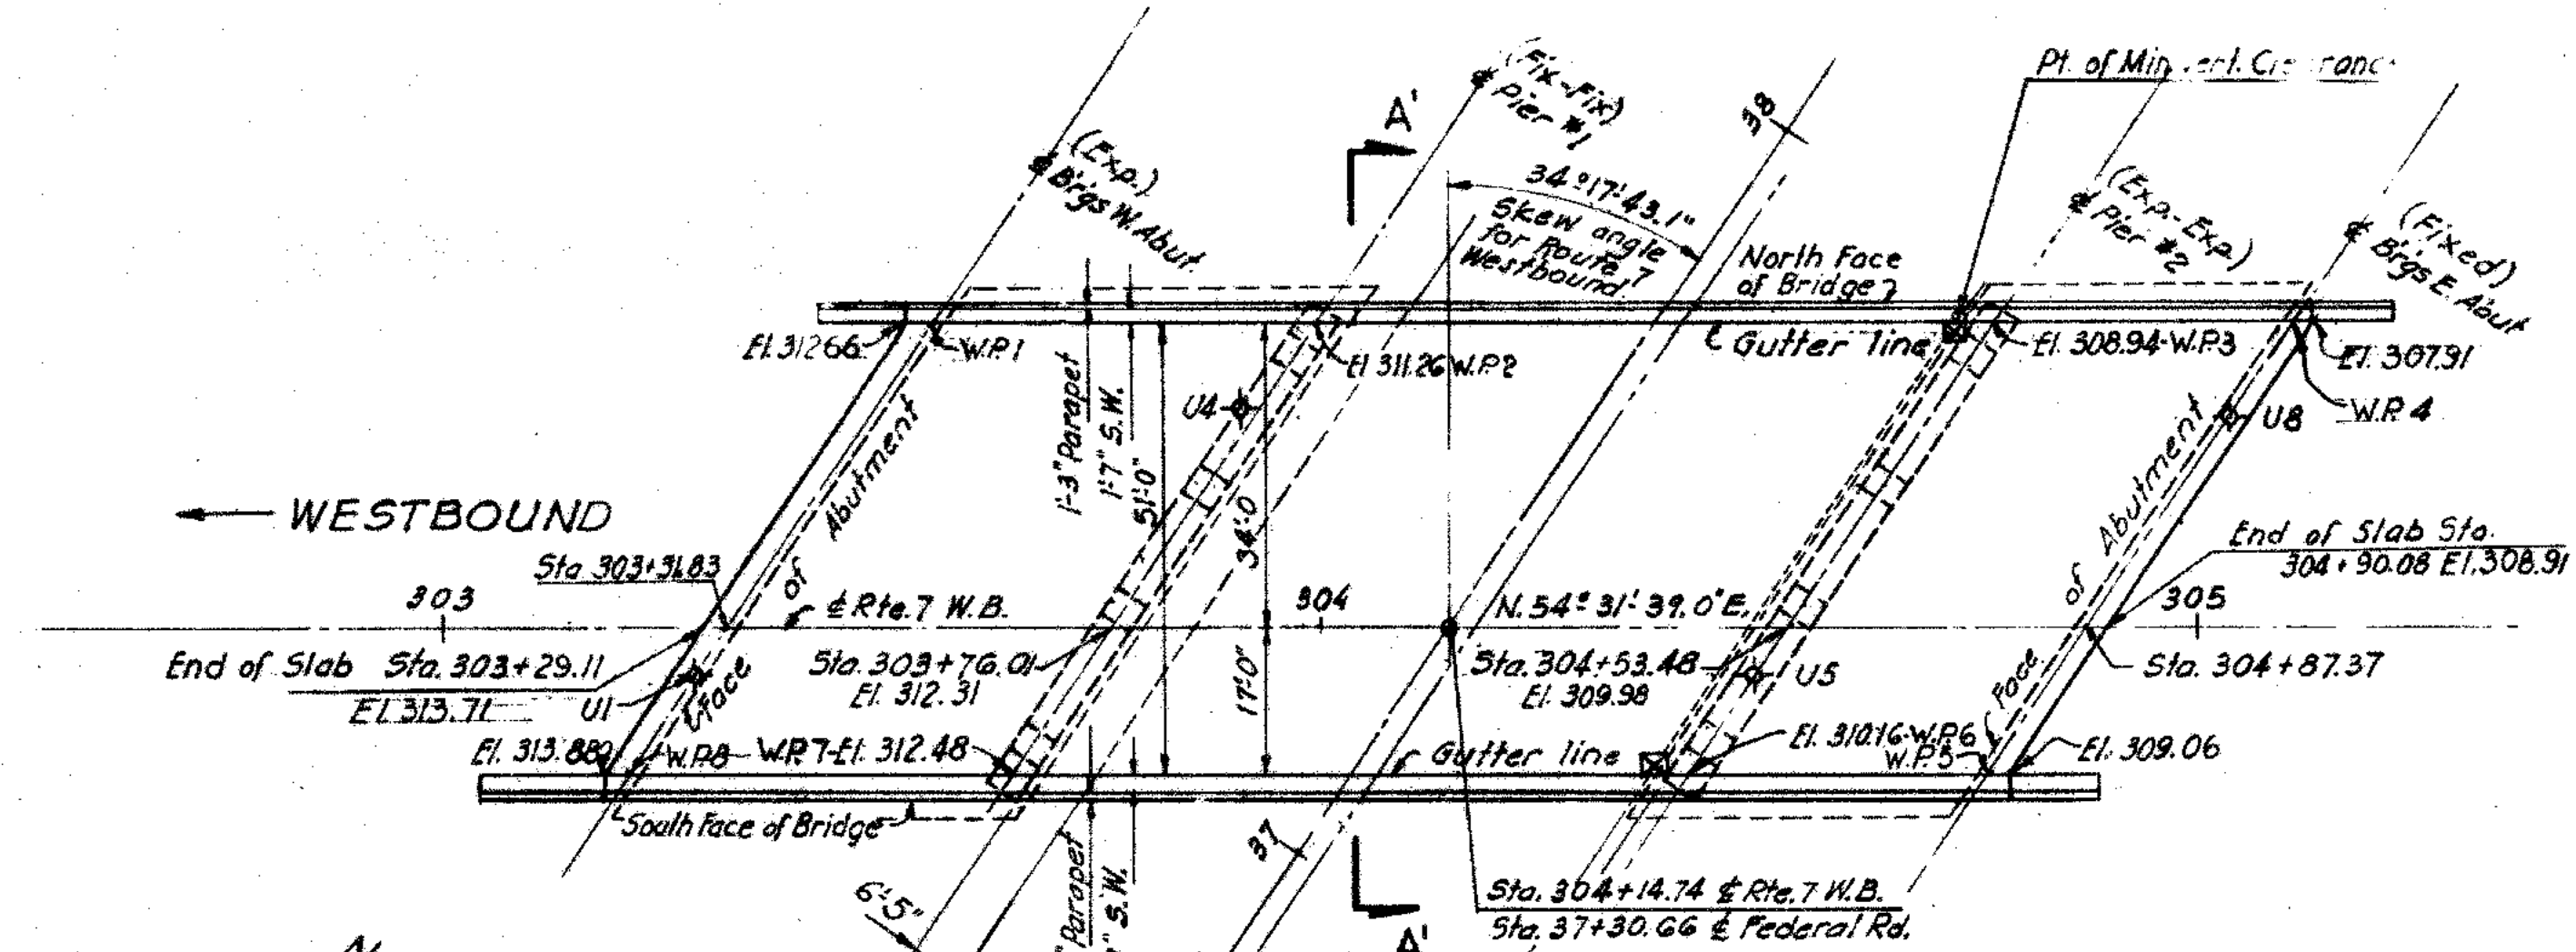 Pt. of Min
(Fix-Fix)
℄ Pier #1
A'
38
(Exp.)
℄ Br'gs W. Abut.
34°17'43.1"
Skew angle
for Route 7
Westbound
(Exp.-Exp.)
℄ Pier #2
(Fixed)
℄ Br'gs E. Abut
North Face
of Bridge
El. 312.66
W.P.1
1'-3" Parapet
1'-7" S.W.
51'-0"
34'-0
El 311.26 W.P.2
Gutter line
El. 308.94-W.P.3
El. 307.91
W.P. 4
U4
U8
Face of Abutment
Face of Abutment
WESTBOUND
Sta 303+31.83
End of Slab Sta.
304+90.08 El.308.91
303
℄ Rte. 7 W.B.
304
N. 54° 31' 39.0" E.
305
End of Slab Sta. 303+29.11
El. 313.71
U1
Sta. 303+76.01
El. 312.31
17'-0"
Sta. 304+53.48
El. 309.98
U5
Sta. 304+87.37
El. 313.88
W.P.8
W.P.7-El. 312.48
Gutter line
El. 310.16-W.P.6
W.P.5
El. 309.06
South Face of Bridge
37
6'-5"
Parapet
S.W.
A'
Sta. 304+14.74 ℄ Rte. 7 W.B.
Sta. 37+30.66 ℄ Federal Rd.